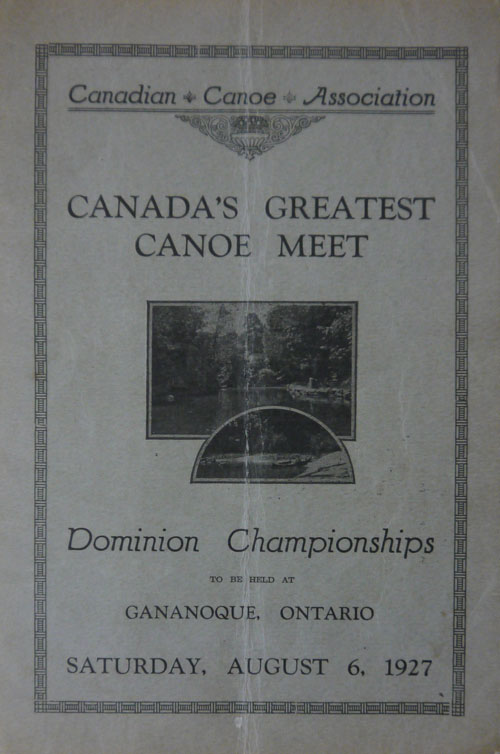 Canadian Canoe Association
CANADA'S GREATEST
CANOE MEET
Dominion Championships
TO BE HELD AT
GANANOQUE, ONTARIO
SATURDAY, AUGUST 6, 1927